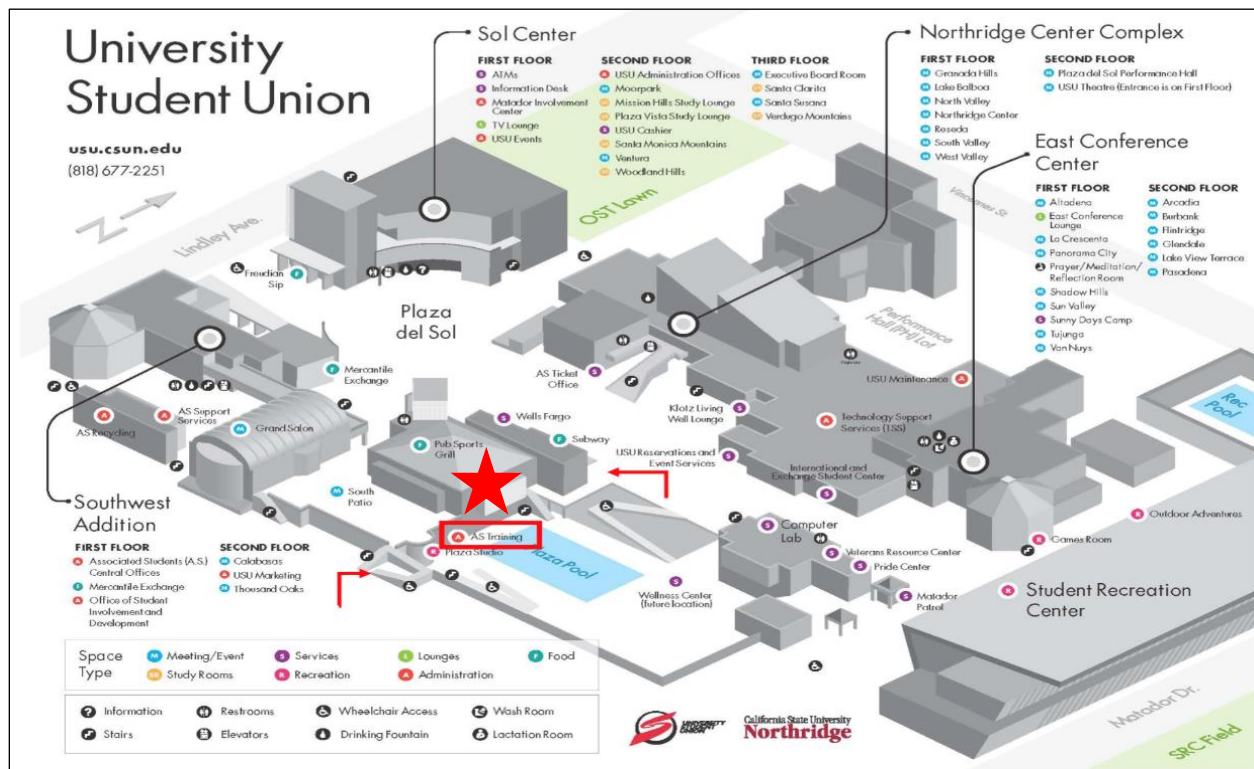 University
Student Union
usu.csun.edu
(818) 677-2251
N
Lindley Ave.
Sol Center
FIRST FLOOR
S ATMs
S Information Desk
A Matador Involvement
Center
L TV Lounge
A USU Events
SECOND FLOOR
A USU Administration Offices
M Moorpark
SR Mission Hills Study Lounge
SR Plaza Vista Study Lounge
S USU Cashier
SR Santa Monica Mountains
M Ventura
SR Woodland Hills
THIRD FLOOR
M Executive Board Room
SR Santa Clarita
M Santa Susana
SR Verdugo Mountains
Northridge Center Complex
FIRST FLOOR
M Granada Hills
M Lake Balboa
M North Valley
M Northridge Center
M Reseda
M South Valley
M West Valley
SECOND FLOOR
M Plaza del Sol Performance Hall
M USU Theatre (Entrance is on First Floor)
East Conference
Center
FIRST FLOOR
M Altadena
L East Conference
Lounge
M La Crescenta
M Panorama City
Prayer/Meditation/
Reflection Room
M Shadow Hills
M Sun Valley
S Sunny Days Camp
M Tujunga
M Van Nuys
SECOND FLOOR
M Arcadia
M Burbank
M Flintridge
M Glendale
M Lake View Terrace
M Pasadena
OST Lawn
Vincennes St.
Freudian
Sip
F
Plaza
del Sol
Performance
Hall (PH) Lot
Rec
Pool
Mercantile
Exchange
F
AS Ticket
Office
S
USU Maintenance
A
AS Recycling
A
AS Support
Services
A
Grand Salon
M
Wells Fargo
S
Subway
F
Pub Sports
Grill
F
Klotz Living
Well Lounge
S
Technology Support
Services (TSS)
A
USU Reservations and
Event Services
S
International and
Exchange Student Center
S
South
Patio
M
A AS Training
R Plaza Studio
Plaza Pool
Wellness Center
(future location)
S
S Computer
Lab
S Veterans Resource Center
S Pride Center
S Matador
Patrol
R Games Room
R Outdoor Adventures
R Student Recreation
Center
Matador Dr.
SRC Field
Southwest
Addition
FIRST FLOOR
A Associated Students (A.S.)
Central Offices
F Mercantile Exchange
A Office of Student
Involvement and
Development
SECOND FLOOR
M Calabasas
A USU Marketing
M Thousand Oaks
Space
Type
M Meeting/Event
S Services
L Lounges
F Food
SR Study Rooms
R Recreation
A Administration
? Information
Restrooms
Wheelchair Access
Wash Room
Stairs
Elevators
Drinking Fountain
Lactation Room
UNIVERSITY
STUDENT
UNION
California State University
Northridge